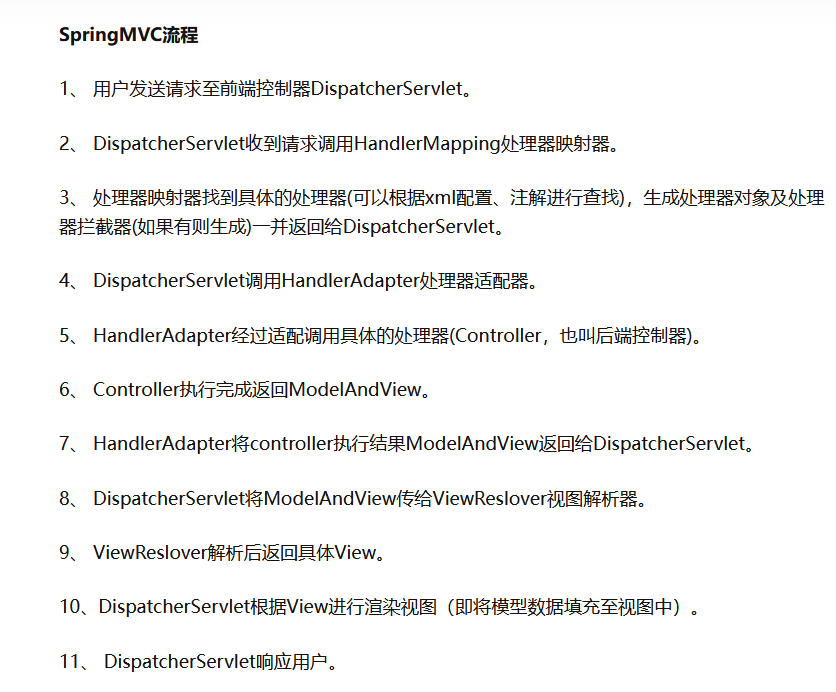 SpringMVC流程
1、 用户发送请求至前端控制器DispatcherServlet。
2、 DispatcherServlet收到请求调用HandlerMapping处理器映射器。
3、 处理器映射器找到具体的处理器(可以根据xml配置、注解进行查找)，生成处理器对象及处理
器拦截器(如果有则生成)一并返回给DispatcherServlet。
4、 DispatcherServlet调用HandlerAdapter处理器适配器。
5、 HandlerAdapter经过适配调用具体的处理器(Controller，也叫后端控制器)。
6、 Controller执行完成返回ModelAndView。
7、 HandlerAdapter将controller执行结果ModelAndView返回给DispatcherServlet。
8、 DispatcherServlet将ModelAndView传给ViewReslover视图解析器。
9、 ViewReslover解析后返回具体View。
10、DispatcherServlet根据View进行渲染视图（即将模型数据填充至视图中）。
11、 DispatcherServlet响应用户。